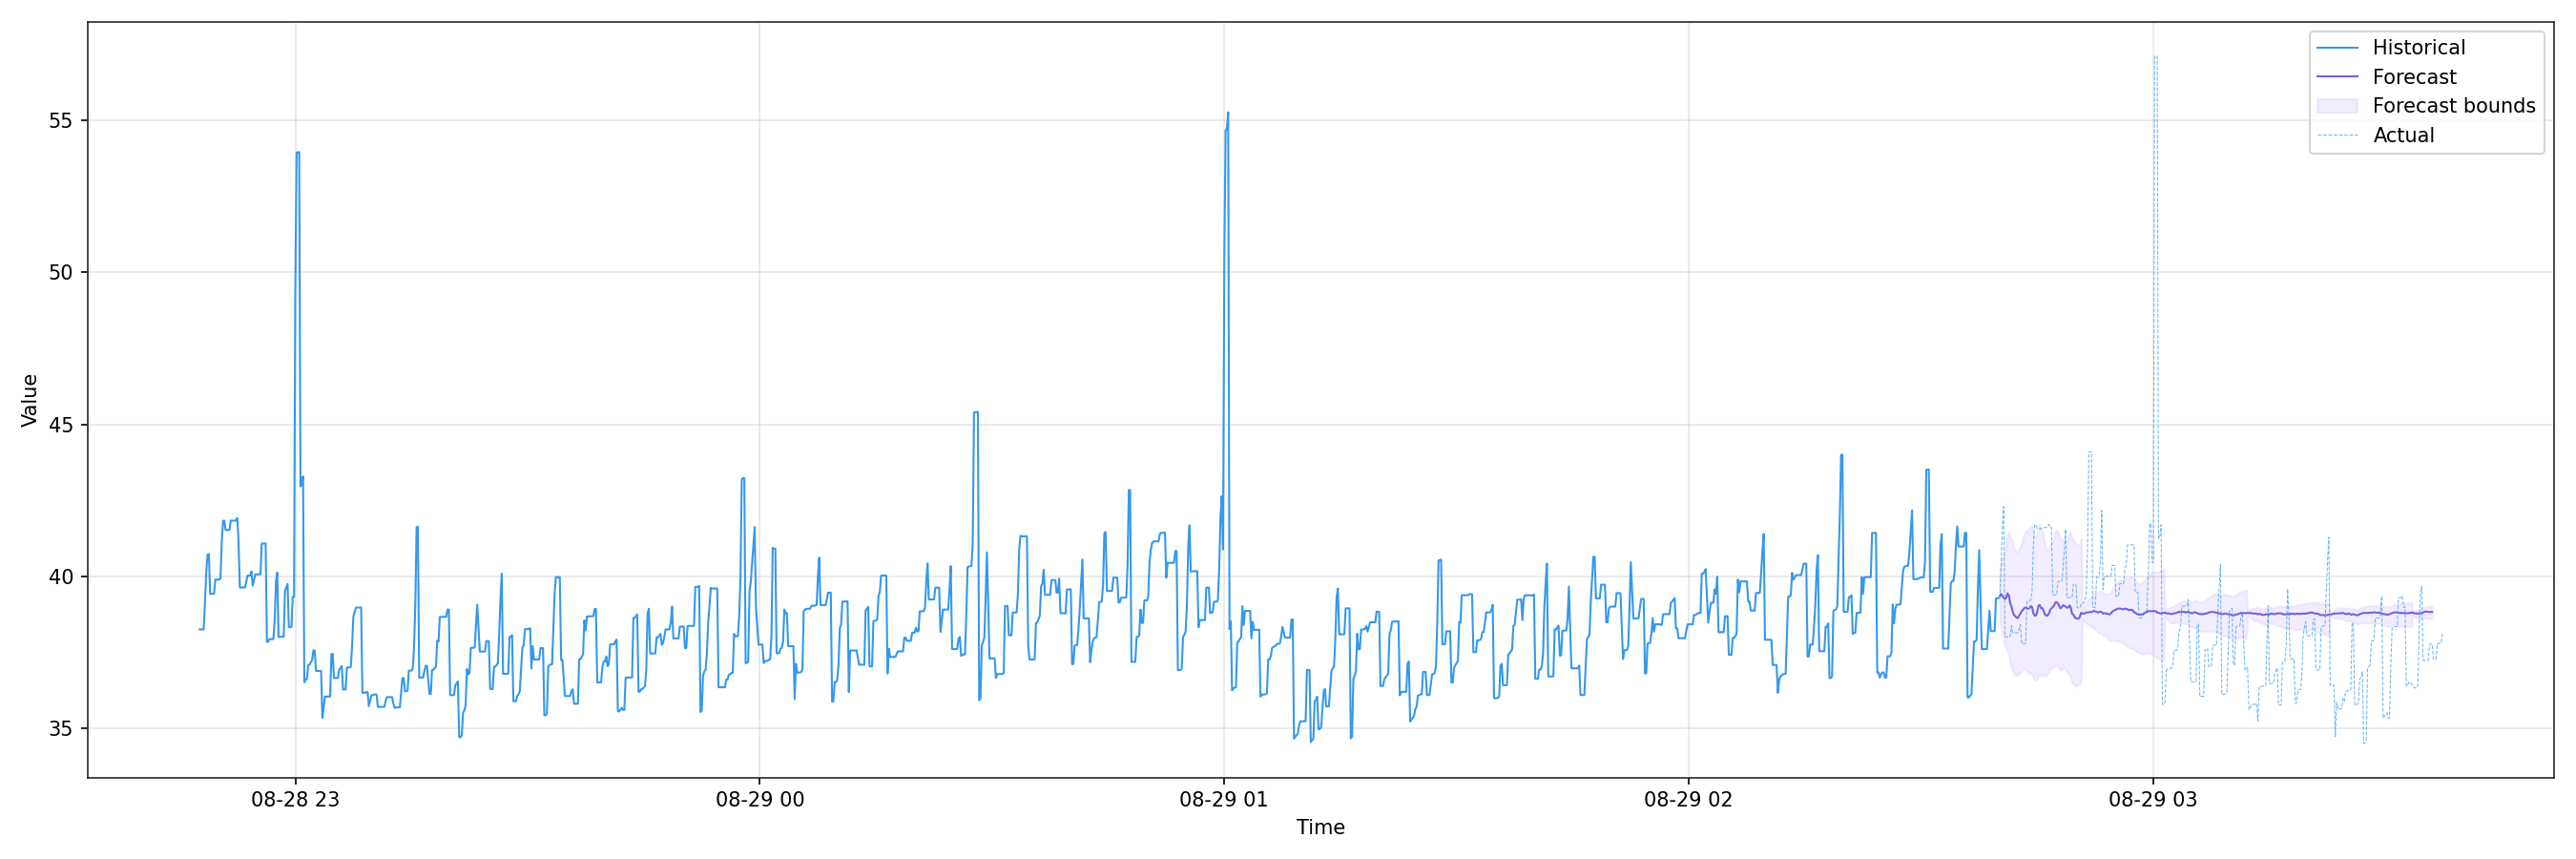 Historical
Forecast
Forecast bounds
Actual
55
50
45
40
35
Value
08-28 23
08-29 00
08-29 01
08-29 02
08-29 03
Time